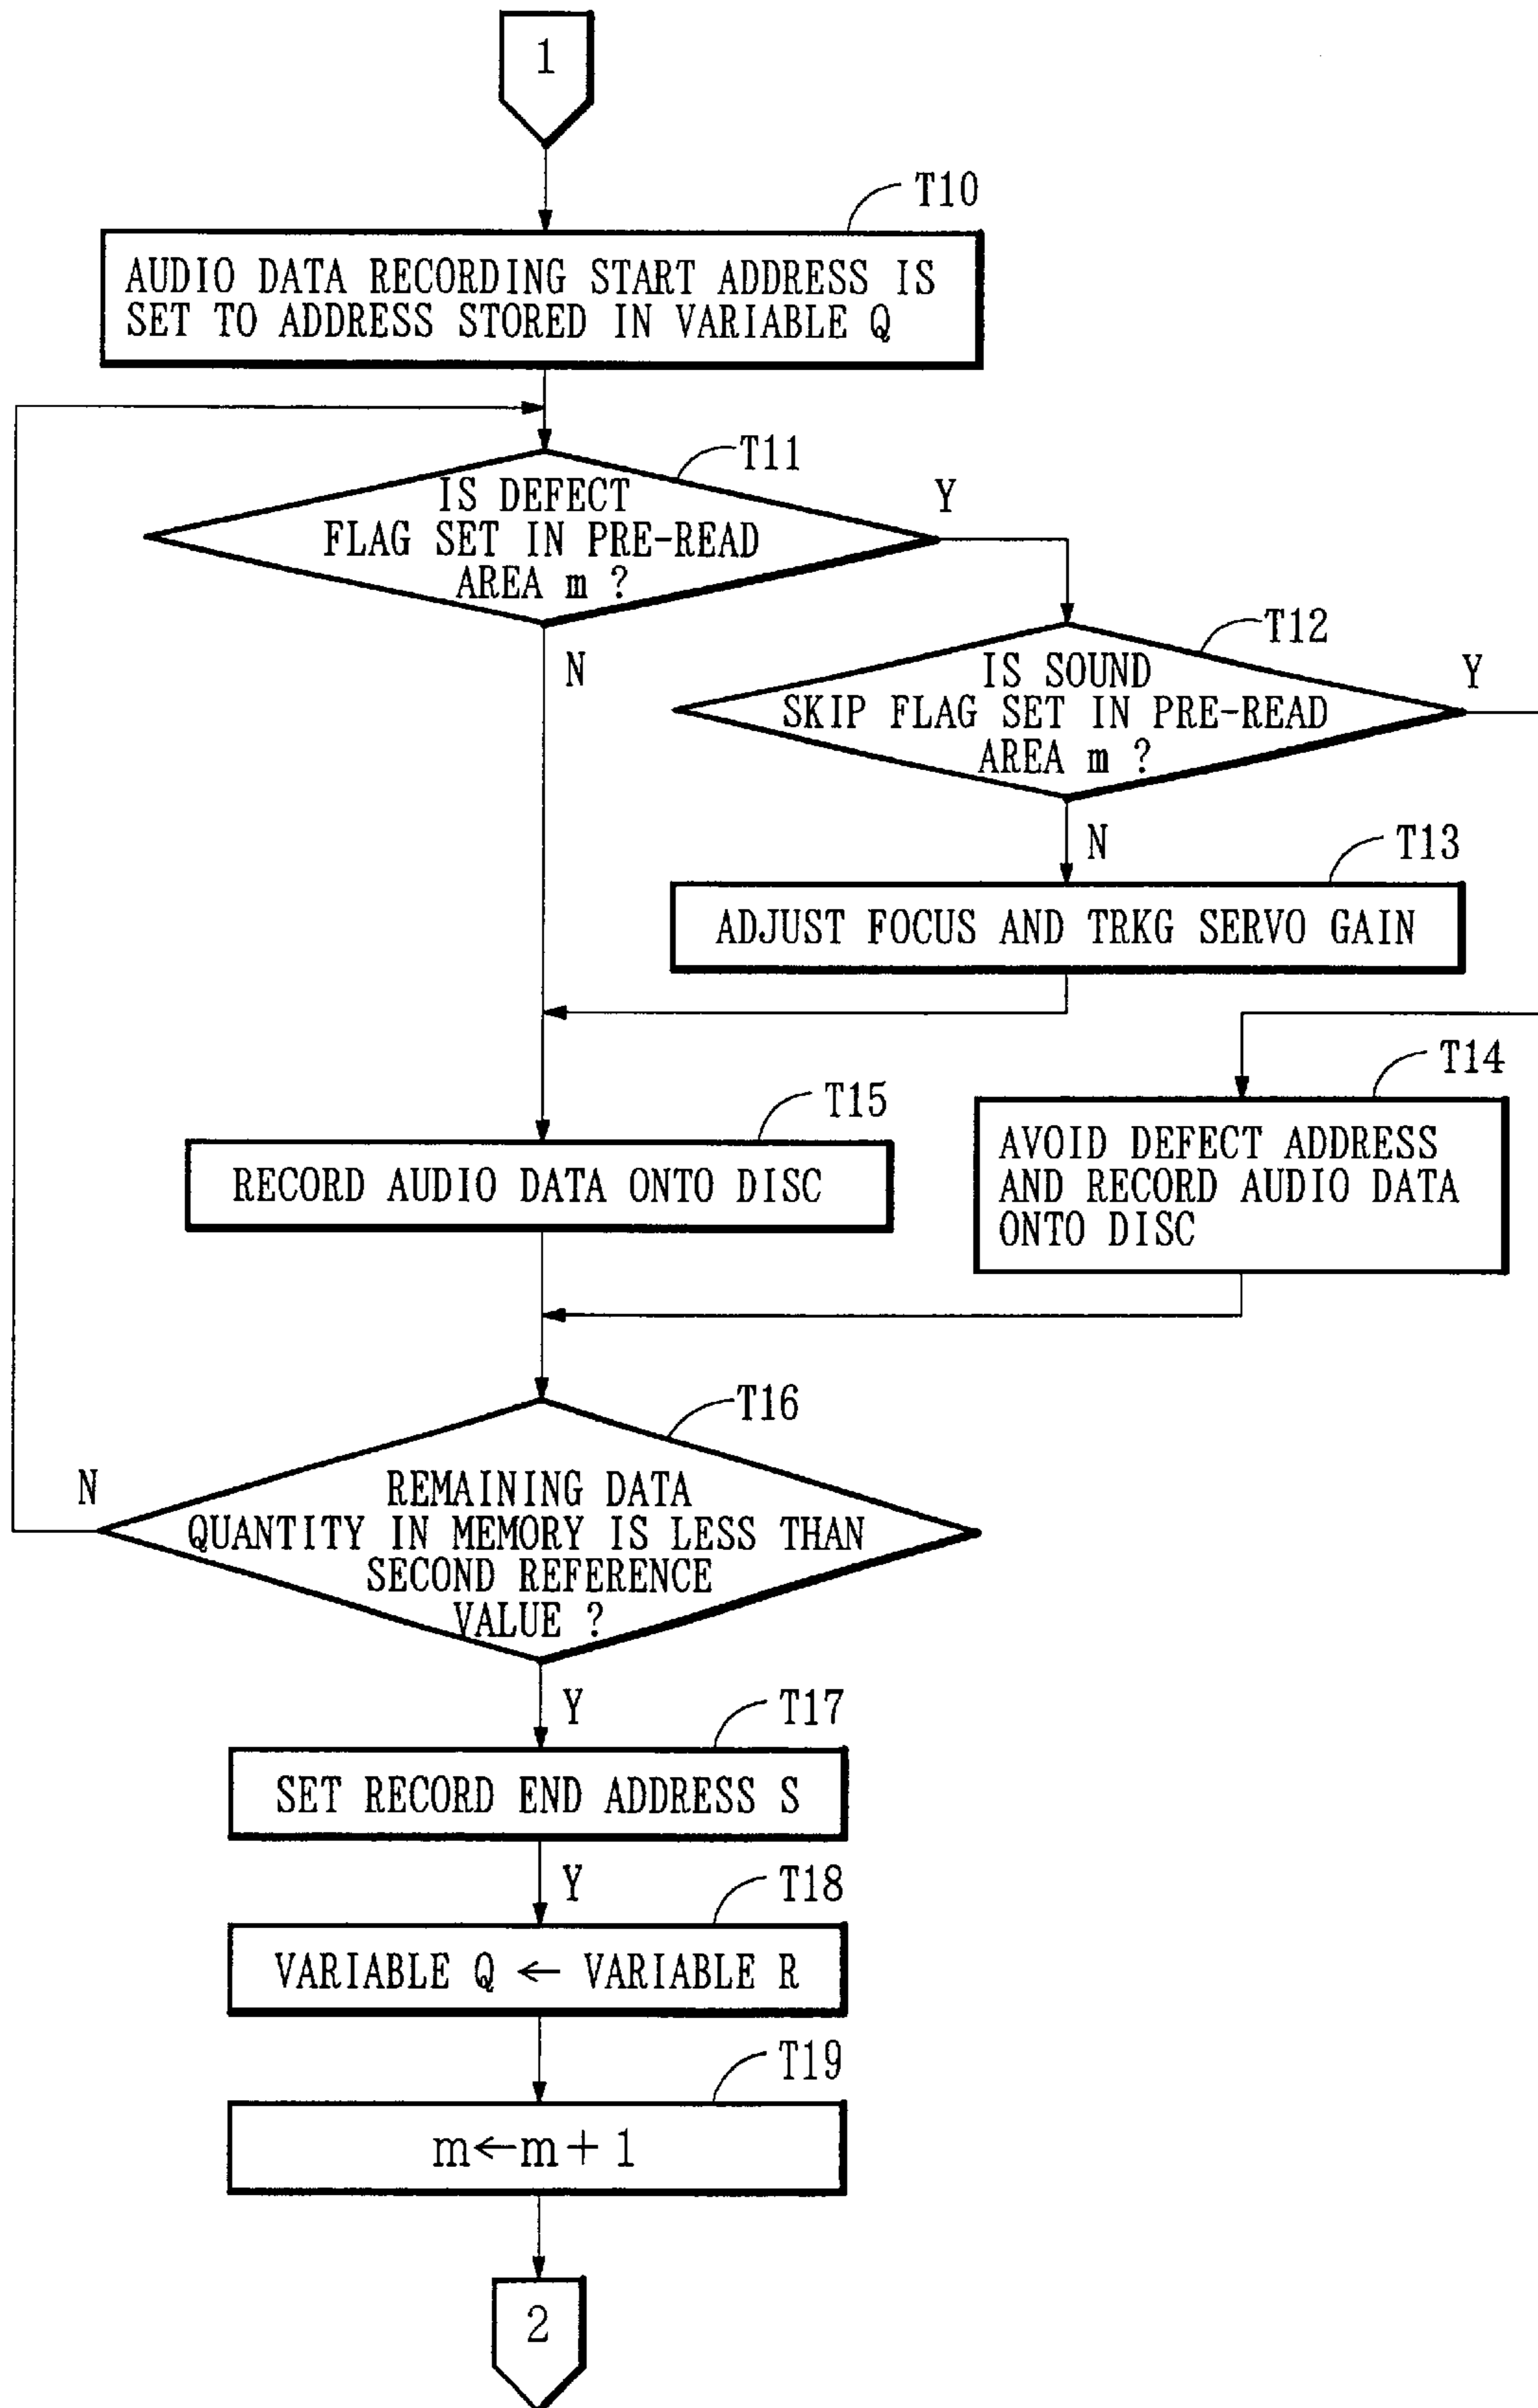 1
T10
AUDIO DATA RECORDING START ADDRESS IS
SET TO ADDRESS STORED IN VARIABLE Q
T11
IS DEFECT
FLAG SET IN PRE-READ
AREA m ?
Y
N
T12
IS SOUND
SKIP FLAG SET IN PRE-READ
AREA m ?
Y
N
T13
ADJUST FOCUS AND TRKG SERVO GAIN
T14
AVOID DEFECT ADDRESS
AND RECORD AUDIO DATA
ONTO DISC
T15
RECORD AUDIO DATA ONTO DISC
T16
REMAINING DATA
QUANTITY IN MEMORY IS LESS THAN
SECOND REFERENCE
VALUE ?
N
Y
T17
SET RECORD END ADDRESS S
Y
T18
VARIABLE Q ← VARIABLE R
T19
m←m+1
2